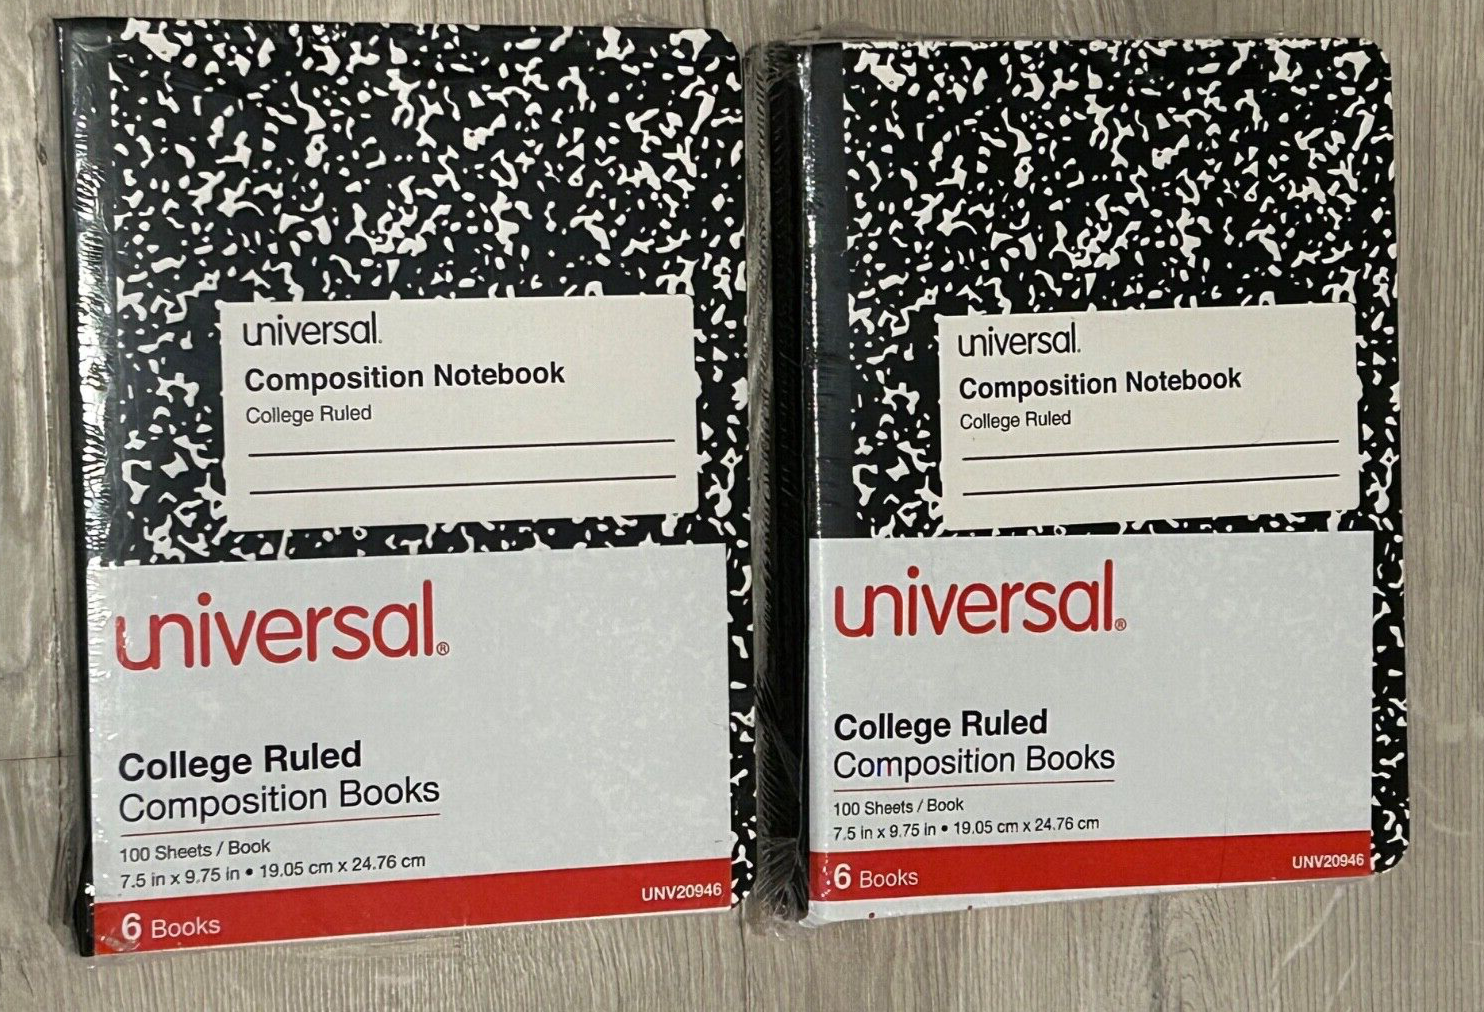 universal.
Composition Notebook
College Ruled
universal®
College Ruled
Composition Books
100 Sheets / Book
7.5 in x 9.75 in • 19.05 cm x 24.76 cm
UNV20946
6 Books
universal.
Composition Notebook
College Ruled
universal®
College Ruled
Composition Books
100 Sheets / Book
7.5 in x 9.75 in • 19.05 cm x 24.76 cm
UNV20946
6 Books